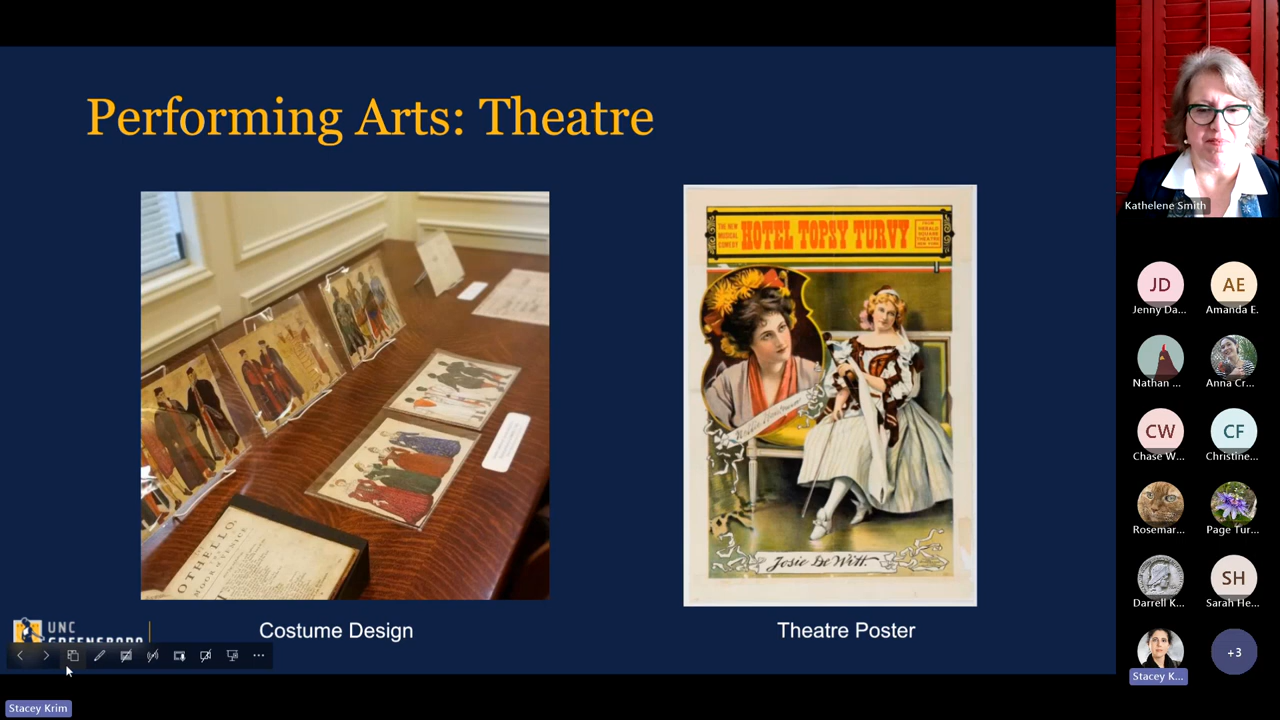 Performing Arts: Theatre
OTHELLO,
THE NEW
MUSICAL
COMEDY
HOTEL TOPSY TURVY
Josie De Witt.
Costume Design
Theatre Poster
UNC
GREENSBORO
Stacey Krim
Kathelene Smith
JD
AE
Jenny Da...
Amanda E.
Nathan ...
Anna Cr...
CW
CF
Chase W...
Christine...
Rosemar...
Page Tur...
SH
Darrell K...
Sarah He...
+3
Stacey K...